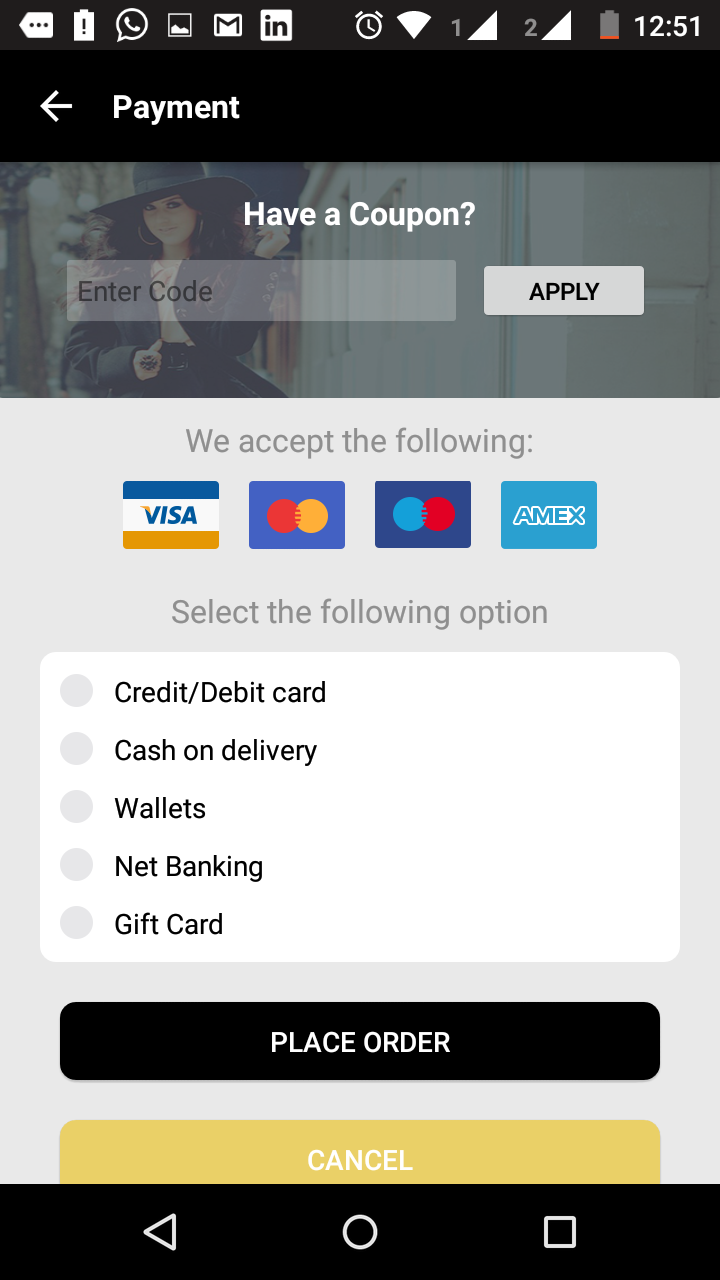 1 2 12:51
Payment
Have a Coupon?
Enter Code APPLY
We accept the following:
VISA AMEX
Select the following option
Credit/Debit card
Cash on delivery
Wallets
Net Banking
Gift Card
PLACE ORDER
CANCEL